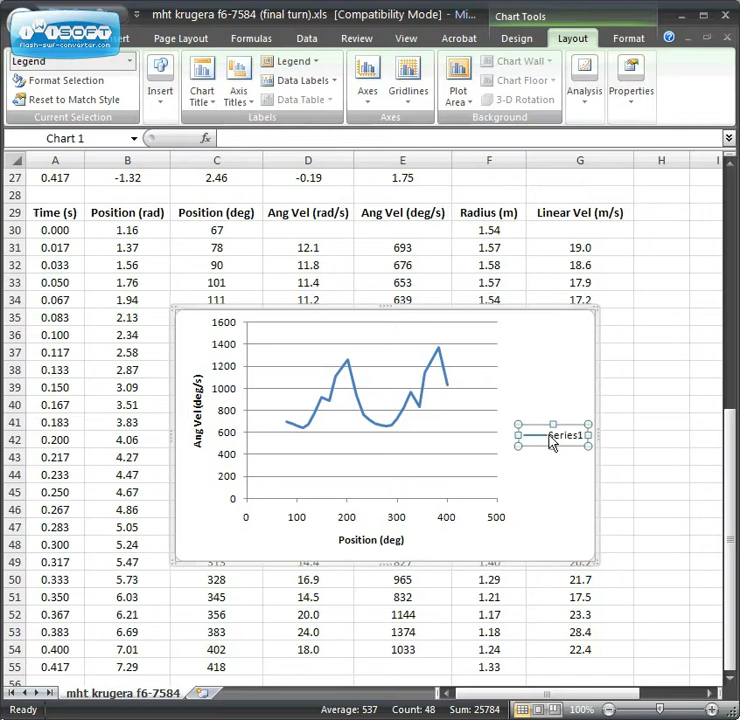 mht krugera f6-7584 (final turn).xls [Compatibility Mode] - Mi...
Chart Tools
iWiSOFT
flash-swf-converter.com
Page Layout Formulas Data Review View Acrobat Design Layout Format
Legend
Format Selection
Reset to Match Style
Current Selection
Insert
Chart Title
Axis Titles
Legend
Data Labels
Data Table
Labels
Axes
Gridlines
Axes
Plot Area
Chart Wall
Chart Floor
3-D Rotation
Background
Analysis
Properties
Chart 1
fx
A B C D E F G H I
27 0.417 -1.32 2.46 -0.19 1.75
28
29 Time (s) Position (rad) Position (deg) Ang Vel (rad/s) Ang Vel (deg/s) Radius (m) Linear Vel (m/s)
30 0.000 1.16 67 1.54
31 0.017 1.37 78 12.1 693 1.57 19.0
32 0.033 1.56 90 11.8 676 1.58 18.6
33 0.050 1.76 101 11.4 653 1.57 17.9
34 0.067 1.94 111 11.2 639 1.54 17.2
35 0.083 2.13
36 0.100 2.34
37 0.117 2.58
38 0.133 2.87
39 0.150 3.09
40 0.167 3.51
41 0.183 3.83
42 0.200 4.06
43 0.217 4.27
44 0.233 4.47
45 0.250 4.67
46 0.267 4.86
47 0.283 5.05
48 0.300 5.24
49 0.317 5.47 313 14.4 827 1.40 20.2
50 0.333 5.73 328 16.9 965 1.29 21.7
51 0.350 6.03 345 14.5 832 1.21 17.5
52 0.367 6.21 356 20.0 1144 1.17 23.3
53 0.383 6.69 383 24.0 1374 1.18 28.4
54 0.400 7.01 402 18.0 1033 1.24 22.4
55 0.417 7.29 418 1.33
56
1600
1400
1200
1000
800
600
400
200
0
Ang Vel (deg/s)
0 100 200 300 400 500
Position (deg)
Series1
mht krugera f6-7584
Ready
Average: 537 Count: 48 Sum: 25784
100%